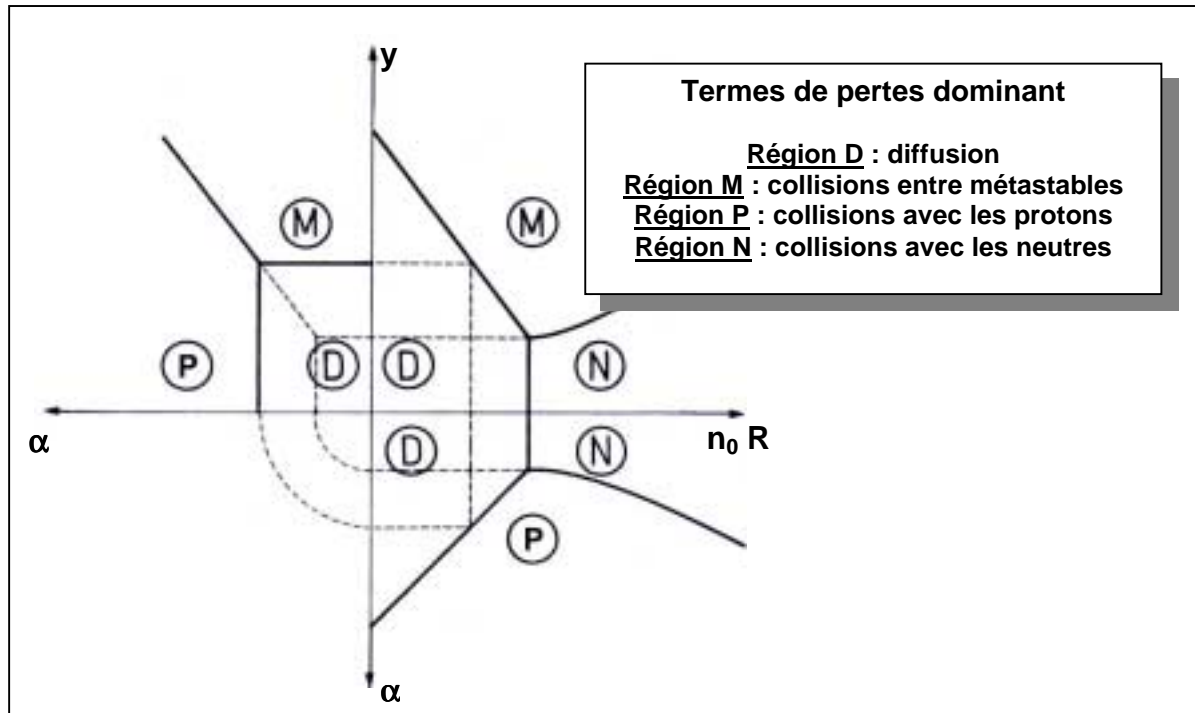 y
Termes de pertes dominant
Région D : diffusion
Région M : collisions entre métastables
Région P : collisions avec les protons
Région N : collisions avec les neutres
M
M
P
D
D
N
α
n₀ R
D
N
P
α